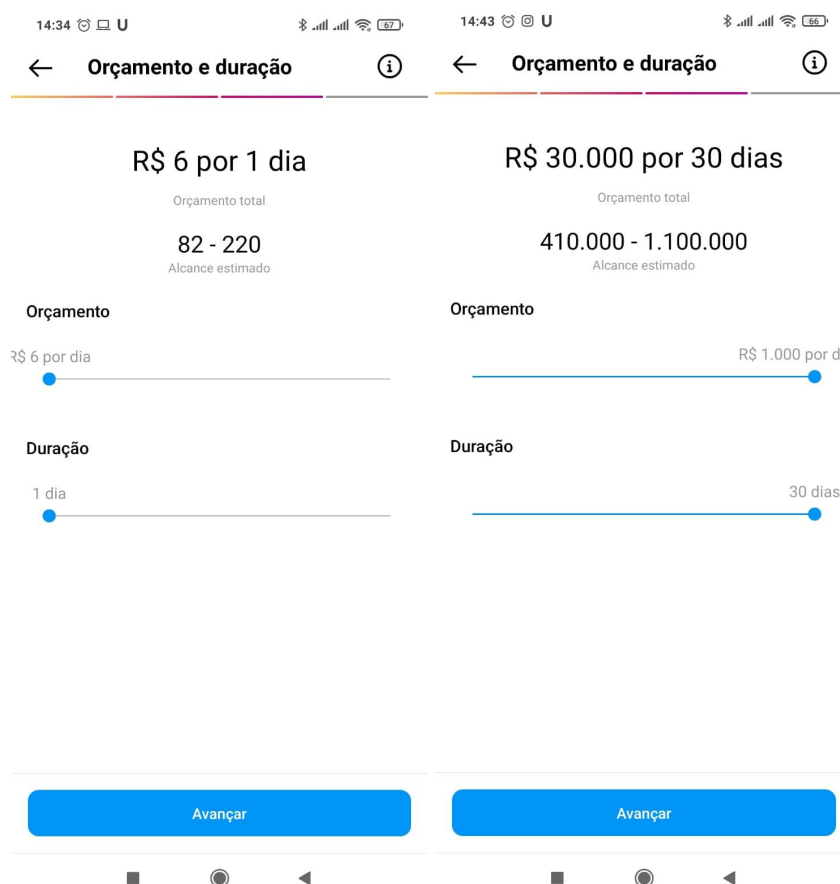 14:34 U 67
Orçamento e duração
R$ 6 por 1 dia
Orçamento total
82 - 220
Alcance estimado
Orçamento
R$ 6 por dia
Duração
1 dia
Avançar
14:43 U 66
Orçamento e duração
R$ 30.000 por 30 dias
Orçamento total
410.000 - 1.100.000
Alcance estimado
Orçamento
R$ 1.000 por d
Duração
30 dias
Avançar